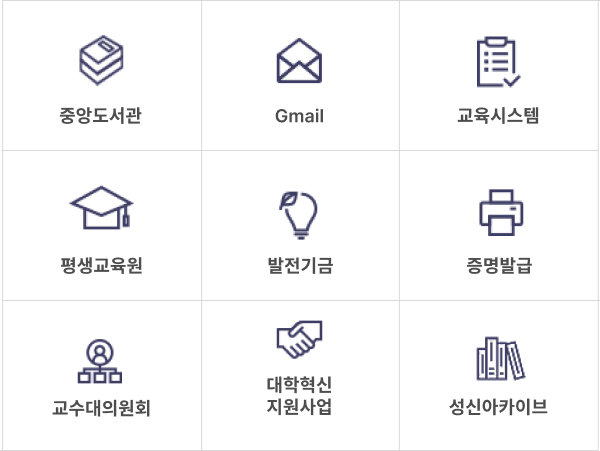 중앙도서관
Gmail
교육시스템
평생교육원
발전기금
증명발급
교수대의원회
대학혁신
지원사업
성신아카이브